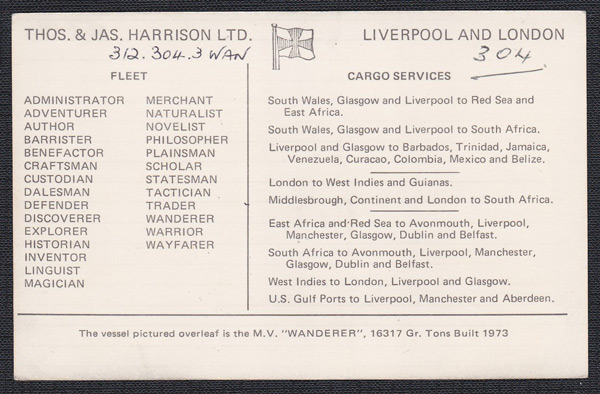 THOS. & JAS. HARRISON LTD.
LIVERPOOL AND LONDON
312.304.3 WAN
304
FLEET
ADMINISTRATOR
ADVENTURER
AUTHOR
BARRISTER
BENEFACTOR
CRAFTSMAN
CUSTODIAN
DALESMAN
DEFENDER
DISCOVERER
EXPLORER
HISTORIAN
INVENTOR
LINGUIST
MAGICIAN
MERCHANT
NATURALIST
NOVELIST
PHILOSOPHER
PLAINSMAN
SCHOLAR
STATESMAN
TACTICIAN
TRADER
WANDERER
WARRIOR
WAYFARER
CARGO SERVICES
South Wales, Glasgow and Liverpool to Red Sea and
East Africa.
South Wales, Glasgow and Liverpool to South Africa.
Liverpool and Glasgow to Barbados, Trinidad, Jamaica,
Venezuela, Curacao, Colombia, Mexico and Belize.
London to West Indies and Guianas.
Middlesbrough, Continent and London to South Africa.
East Africa and Red Sea to Avonmouth, Liverpool,
Manchester, Glasgow, Dublin and Belfast.
South Africa to Avonmouth, Liverpool, Manchester,
Glasgow, Dublin and Belfast.
West Indies to London, Liverpool and Glasgow.
U.S. Gulf Ports to Liverpool, Manchester and Aberdeen.
The vessel pictured overleaf is the M.V. "WANDERER", 16317 Gr. Tons Built 1973